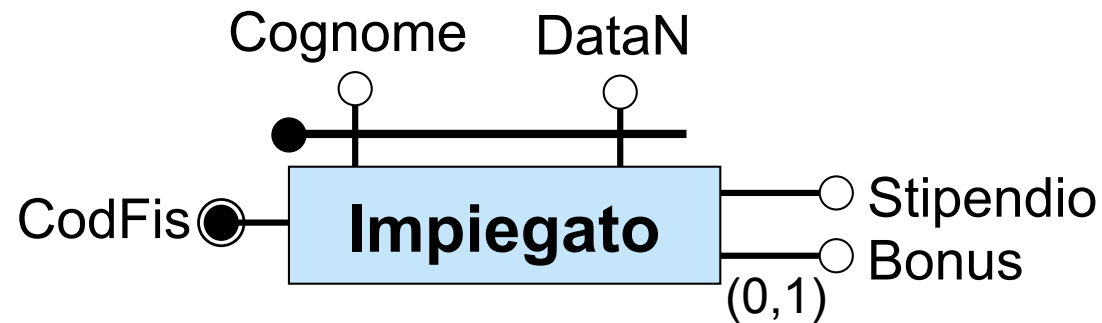 Cognome DataN
CodFis Impiegato Stipendio
Bonus
(0,1)